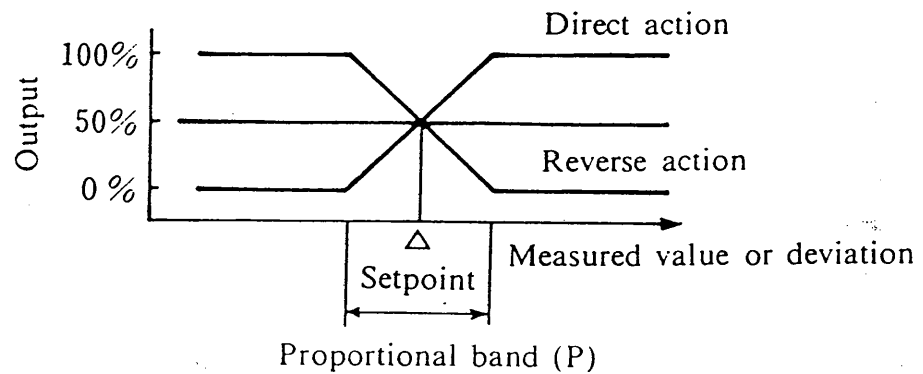 Direct action
100%
50%
0%
Output
Reverse action
Measured value or deviation
Setpoint
Proportional band (P)